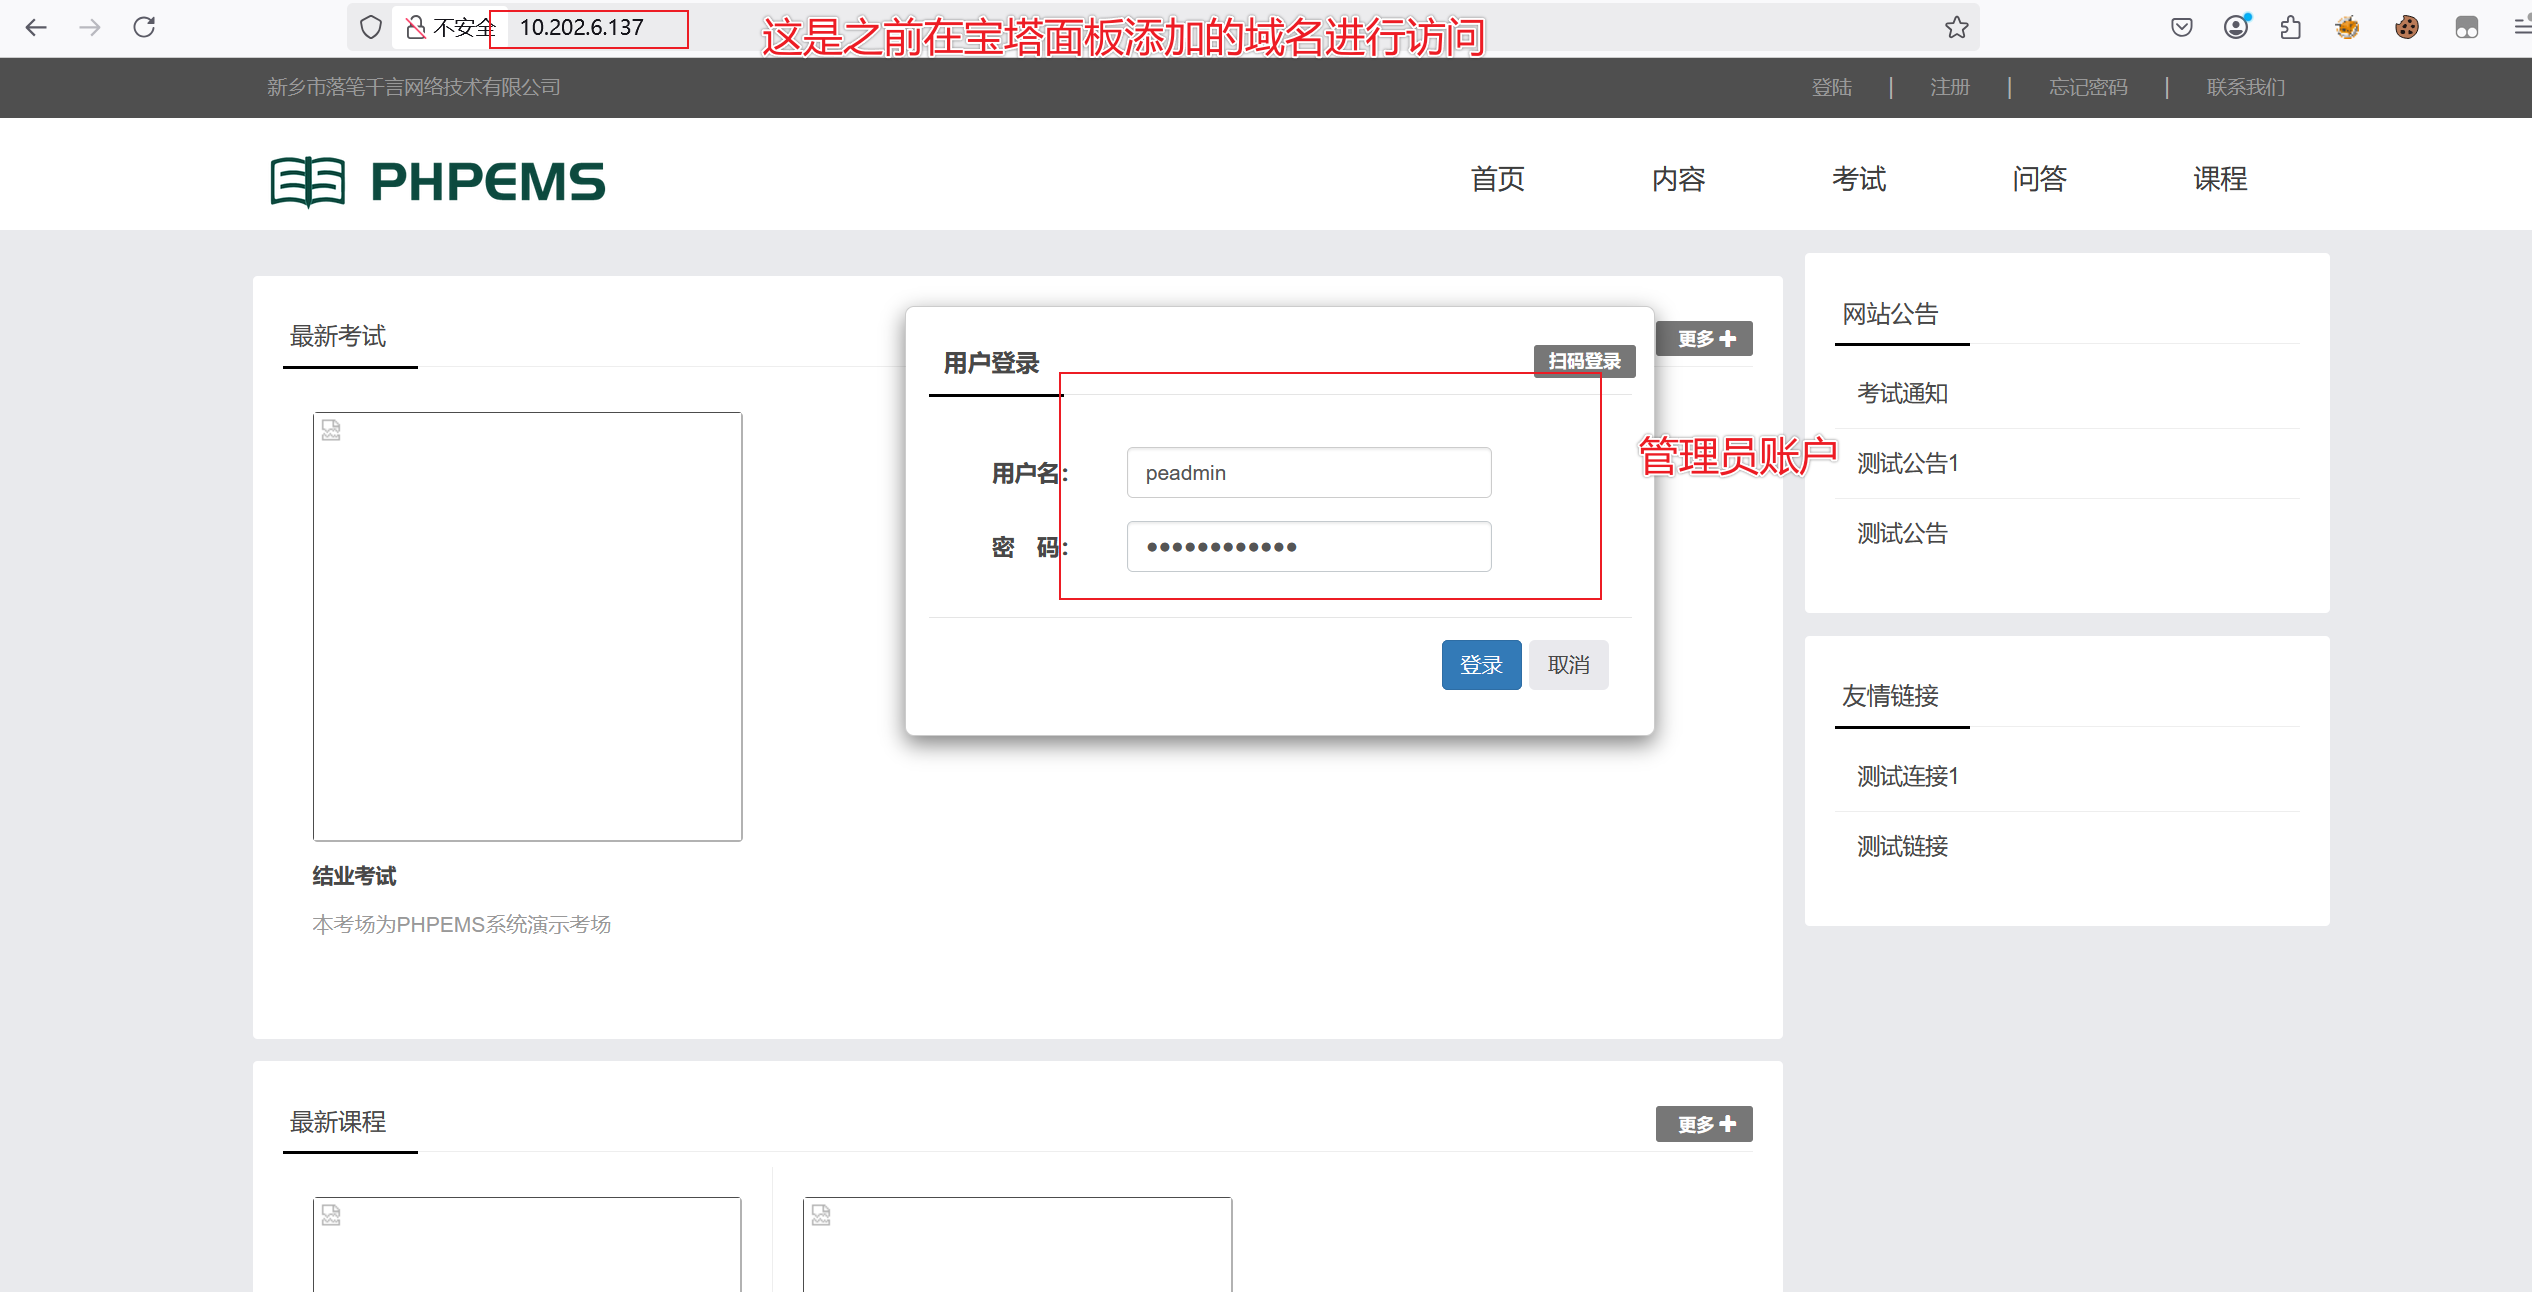 不安全 10.202.6.137
这是之前在宝塔面板添加的域名进行访问
新乡市落笔千言网络技术有限公司
登陆 | 注册 | 忘记密码 | 联系我们
PHPEMS
首页 内容 考试 问答 课程
最新考试
更多
用户登录
扫码登录
用户名：
peadmin
密 码：
管理员账户
登录
取消
结业考试
本考场为PHPEMS系统演示考场
网站公告
考试通知
测试公告1
测试公告
友情链接
测试连接1
测试链接
最新课程
更多